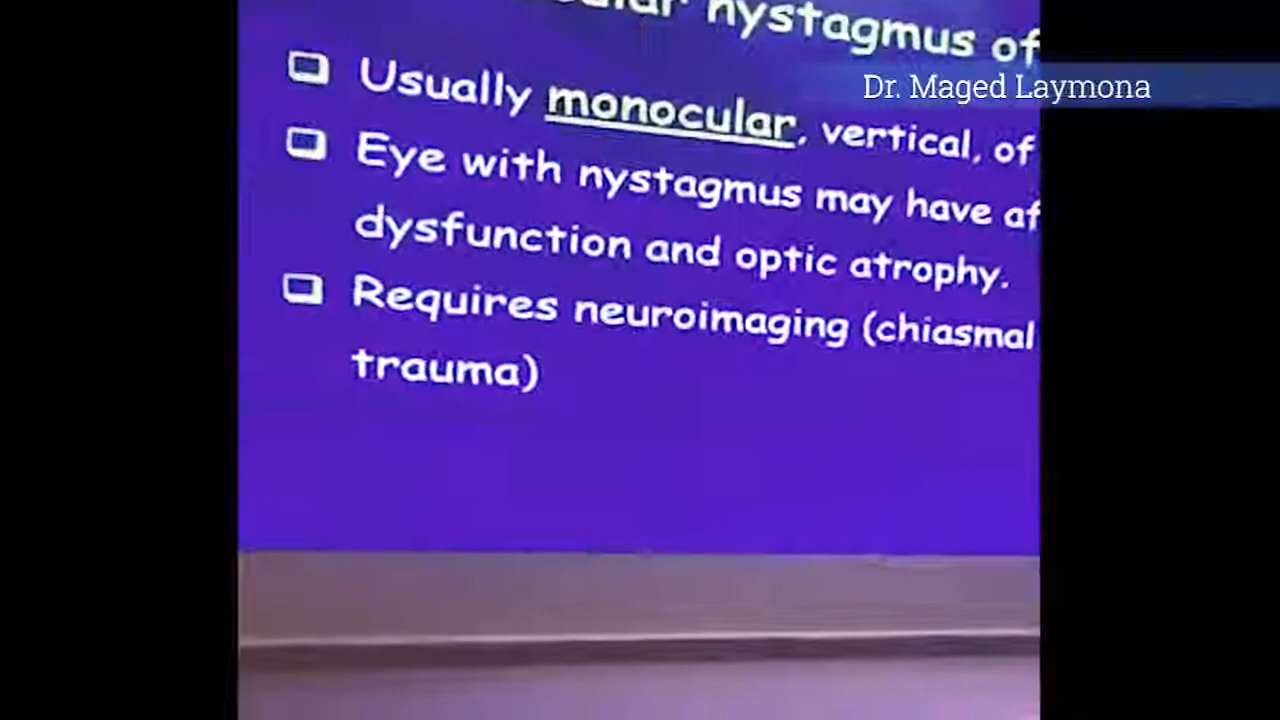 nystagmus of
Dr. Maged Laymona
Usually monocular, vertical, of
Eye with nystagmus may have af
dysfunction and optic atrophy.
Requires neuroimaging (chiasmal
trauma)